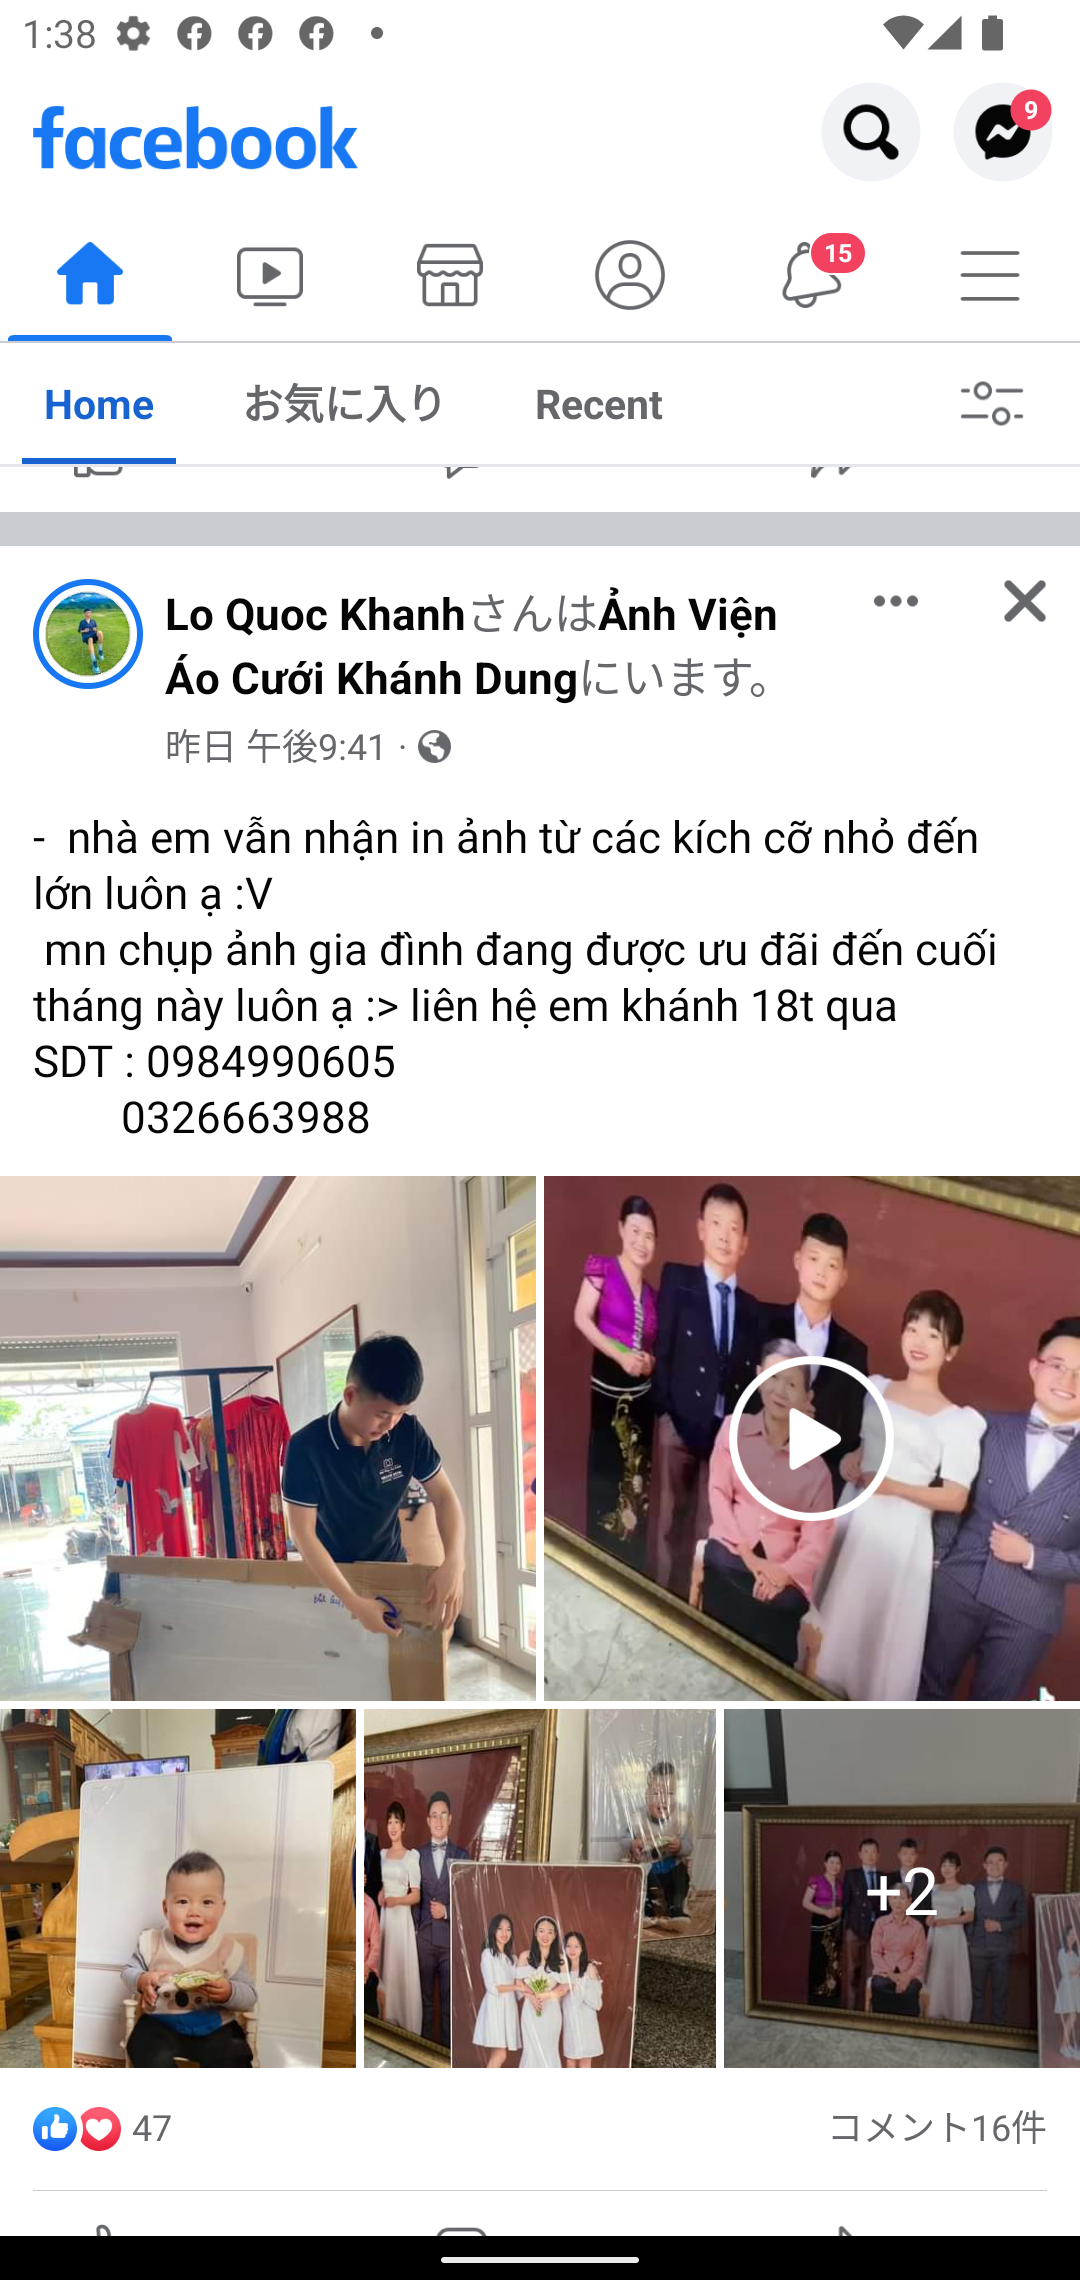 1:38
facebook
9
15
Home お気に入り Recent
Lo Quoc KhanhさんはẢnh Viện
Áo Cưới Khánh Dungにいます。
昨日 午後9:41 ·
- nhà em vẫn nhận in ảnh từ các kích cỡ nhỏ đến
lớn luôn ạ :V
mn chụp ảnh gia đình đang được ưu đãi đến cuối
tháng này luôn ạ :> liên hệ em khánh 18t qua
SDT : 0984990605
0326663988
+2
47 コメント16件